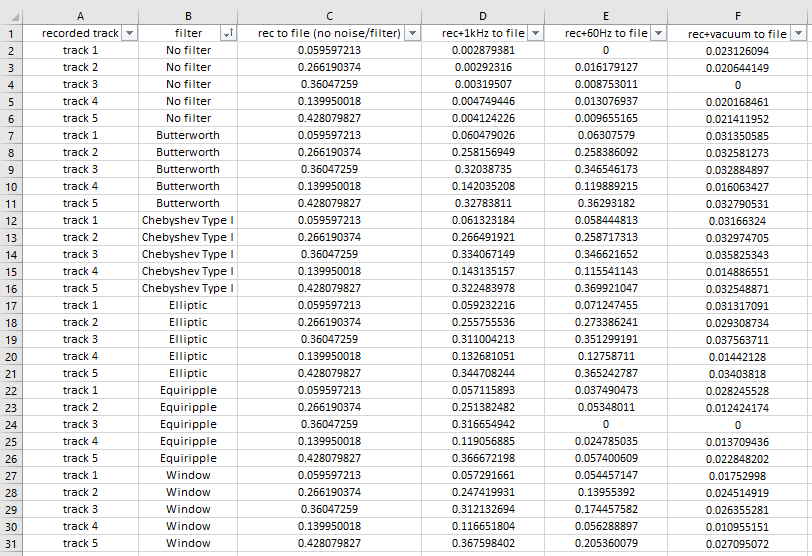 A B C D E F
1 recorded track filter rec to file (no noise/filter) rec+1kHz to file rec+60Hz to file rec+vacuum to file
2 track 1 No filter 0.059597213 0.002879381 0 0.023126094
3 track 2 No filter 0.266190374 0.00292316 0.016179127 0.020644149
4 track 3 No filter 0.36047259 0.00319507 0.008753011 0
5 track 4 No filter 0.139950018 0.004749446 0.013076937 0.020168461
6 track 5 No filter 0.428079827 0.004124226 0.009655165 0.021411952
7 track 1 Butterworth 0.059597213 0.060479026 0.06307579 0.031350585
8 track 2 Butterworth 0.266190374 0.258156949 0.258386092 0.032581273
9 track 3 Butterworth 0.36047259 0.32038735 0.346546173 0.032884897
10 track 4 Butterworth 0.139950018 0.142035208 0.119889215 0.016063427
11 track 5 Butterworth 0.428079827 0.32783811 0.36293182 0.032790531
12 track 1 Chebyshev Type I 0.059597213 0.061323184 0.058444813 0.03166324
13 track 2 Chebyshev Type I 0.266190374 0.266491921 0.258717313 0.032974705
14 track 3 Chebyshev Type I 0.36047259 0.334067149 0.346621652 0.035825343
15 track 4 Chebyshev Type I 0.139950018 0.143135157 0.115541143 0.014886551
16 track 5 Chebyshev Type I 0.428079827 0.322483978 0.369921047 0.032548871
17 track 1 Elliptic 0.059597213 0.059232216 0.071247455 0.031317091
18 track 2 Elliptic 0.266190374 0.255755536 0.273386241 0.029308734
19 track 3 Elliptic 0.36047259 0.311004213 0.351299191 0.037563711
20 track 4 Elliptic 0.139950018 0.132681051 0.12758711 0.01442128
21 track 5 Elliptic 0.428079827 0.344708244 0.365242787 0.03403818
22 track 1 Equiripple 0.059597213 0.057115893 0.037490473 0.028245528
23 track 2 Equiripple 0.266190374 0.251382482 0.05348011 0.012424174
24 track 3 Equiripple 0.36047259 0.316654942 0 0
25 track 4 Equiripple 0.139950018 0.119056885 0.024785035 0.013709436
26 track 5 Equiripple 0.428079827 0.366672198 0.057400609 0.022848202
27 track 1 Window 0.059597213 0.057291661 0.054457147 0.01752998
28 track 2 Window 0.266190374 0.247419931 0.13955392 0.024514919
29 track 3 Window 0.36047259 0.312132694 0.174457582 0.026355281
30 track 4 Window 0.139950018 0.116651804 0.056288897 0.010955151
31 track 5 Window 0.428079827 0.367598402 0.205360079 0.027095072